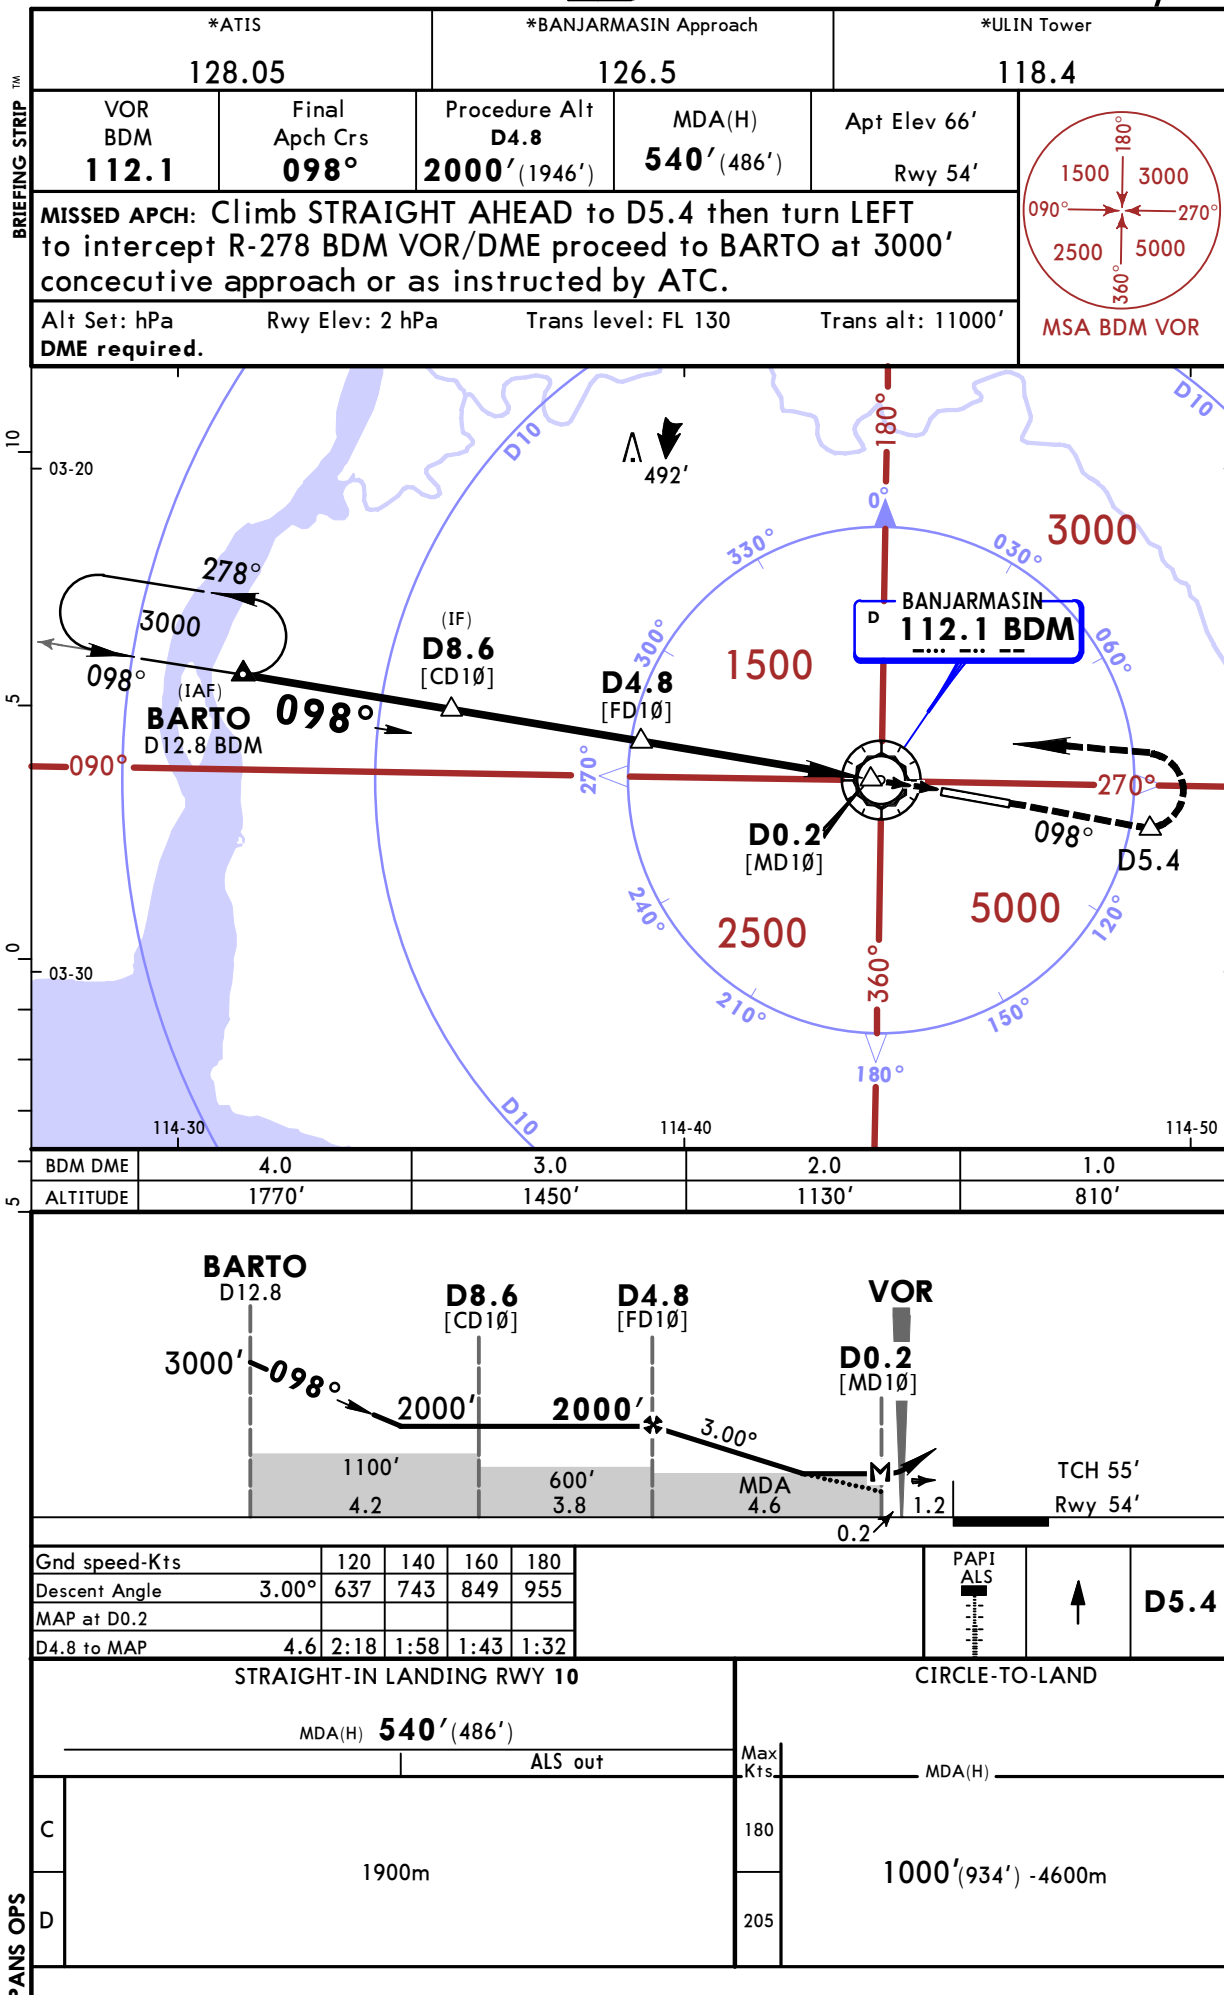 *ATIS
128.05
*BANJARMASIN Approach
126.5
*ULIN Tower
118.4
BRIEFING STRIP TM
VOR
BDM
112.1
Final
Apch Crs
098°
Procedure Alt
D4.8
2000'(1946')
MDA(H)
540'(486')
Apt Elev 66'
Rwy 54'
MISSED APCH: Climb STRAIGHT AHEAD to D5.4 then turn LEFT
to intercept R-278 BDM VOR/DME proceed to BARTO at 3000'
concecutive approach or as instructed by ATC.
Alt Set: hPa Rwy Elev: 2 hPa Trans level: FL 130 Trans alt: 11000'
DME required.
180°
1500 3000
090° 270°
2500 5000
360°
MSA BDM VOR
D10
D10
180°
10
03-20
492'
0°
3000
330°
030°
278°
3000
BANJARMASIN
D 112.1 BDM
300°
060°
(IF)
D8.6
[CD1Ø]
1500
098°
(IAF)
BARTO
D12.8 BDM
098°
D4.8
[FD1Ø]
5
090°
270°
270°
D0.2
[MD1Ø]
098°
D5.4
240°
2500
5000
120°
0
03-30
360°
210°
150°
180°
D10
114-30
114-40
114-50
5
BDM DME 4.0 3.0 2.0 1.0
ALTITUDE 1770' 1450' 1130' 810'
BARTO
D12.8
D8.6
[CD1Ø]
D4.8
[FD1Ø]
VOR
D0.2
[MD1Ø]
3000'
098°
2000'
2000'
3.00°
1100'
4.2
600'
3.8
MDA
4.6
M
1.2
0.2
TCH 55'
Rwy 54'
Gnd speed-Kts 120 140 160 180
Descent Angle 3.00° 637 743 849 955
MAP at D0.2
D4.8 to MAP 4.6 2:18 1:58 1:43 1:32
PAPI
ALS
D5.4
STRAIGHT-IN LANDING RWY 10
MDA(H) 540'(486')
ALS out
CIRCLE-TO-LAND
Max
Kts
MDA(H)
C
D
1900m
180
205
1000'(934') -4600m
PANS OPS